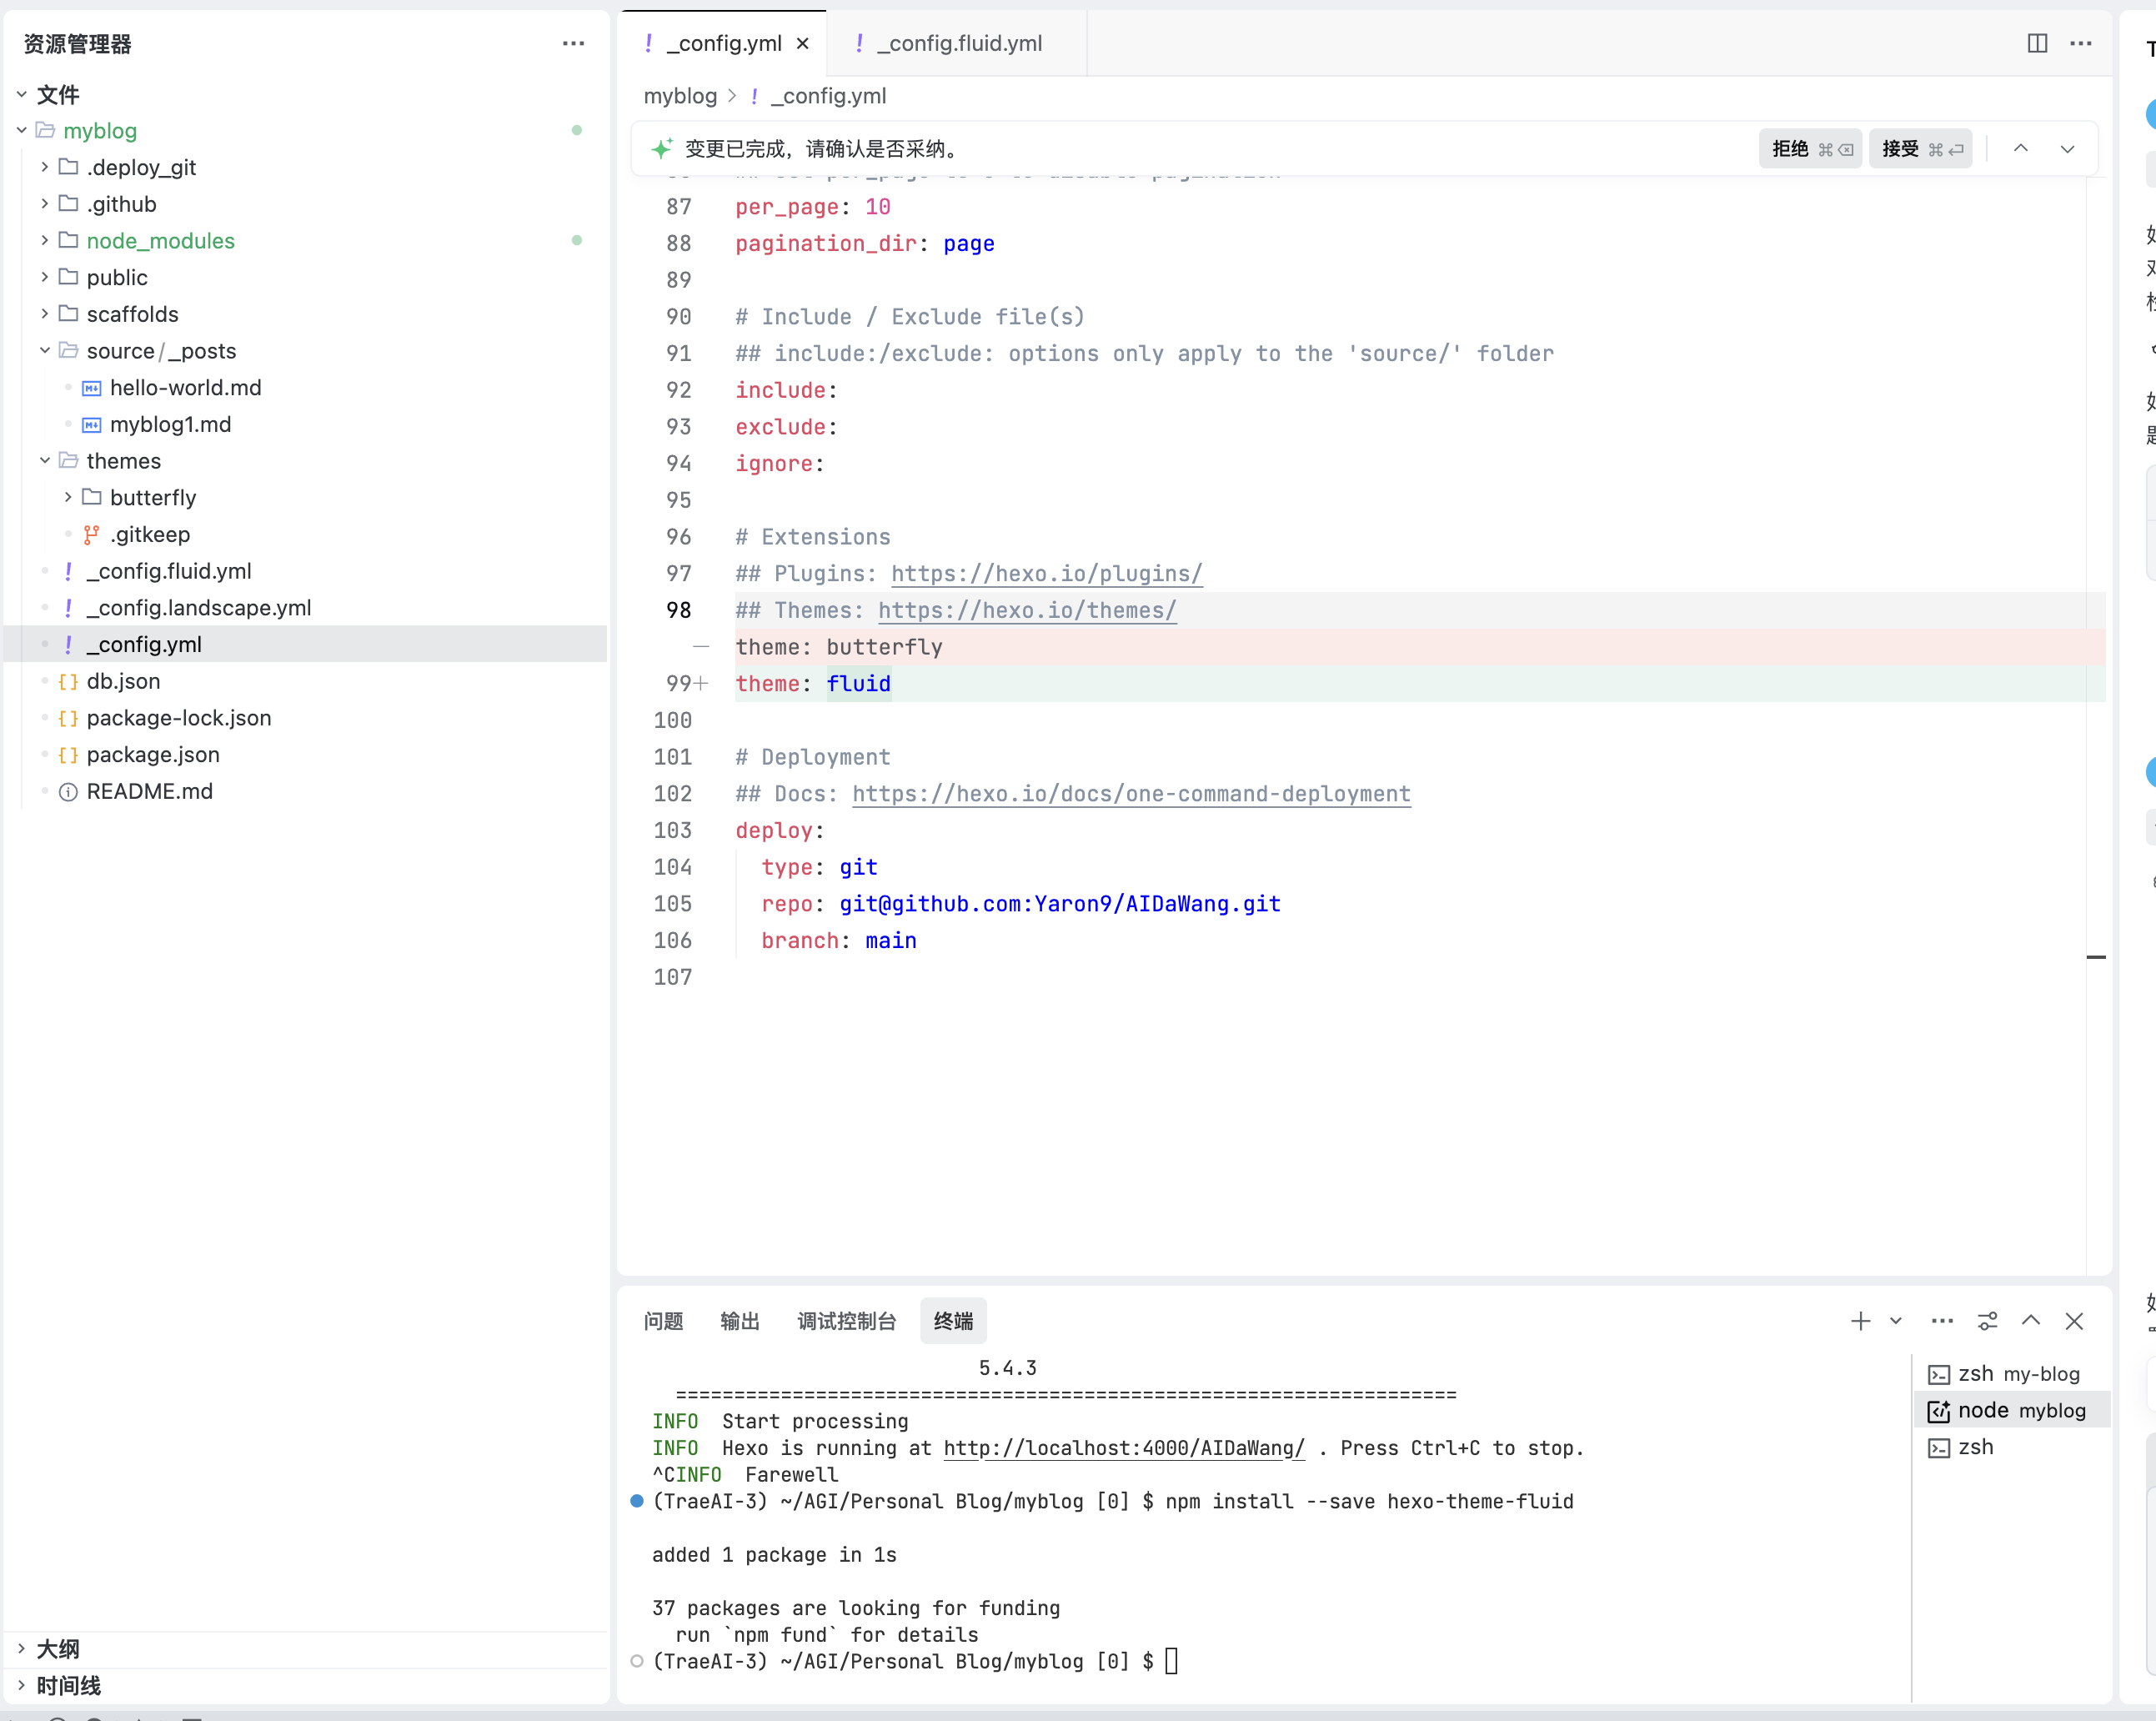 资源管理器
文件
myblog
.deploy_git
.github
node_modules
public
scaffolds
source/_posts
hello-world.md
myblog1.md
themes
butterfly
.gitkeep
_config.fluid.yml
_config.landscape.yml
_config.yml
db.json
package-lock.json
package.json
README.md
大纲
时间线
_config.yml
_config.fluid.yml
myblog > _config.yml
变更已完成，请确认是否采纳。
拒绝 ⌘⌫ 接受 ⌘⏎
87 per_page: 10
88 pagination_dir: page
89
90 # Include / Exclude file(s)
91 ## include:/exclude: options only apply to the 'source/' folder
92 include:
93 exclude:
94 ignore:
95
96 # Extensions
97 ## Plugins: https://hexo.io/plugins/
98 ## Themes: https://hexo.io/themes/
— theme: butterfly
99+ theme: fluid
100
101 # Deployment
102 ## Docs: https://hexo.io/docs/one-command-deployment
103 deploy:
104   type: git
105   repo: git@github.com:Yaron9/AIDaWang.git
106   branch: main
107
问题 输出 调试控制台 终端
5.4.3
===================================================================
INFO  Start processing
INFO  Hexo is running at http://localhost:4000/AIDaWang/ . Press Ctrl+C to stop.
^CINFO  Farewell
(TraeAI-3) ~/AGI/Personal Blog/myblog [0] $ npm install --save hexo-theme-fluid
added 1 package in 1s
37 packages are looking for funding
  run `npm fund` for details
(TraeAI-3) ~/AGI/Personal Blog/myblog [0] $
zsh my-blog
node myblog
zsh